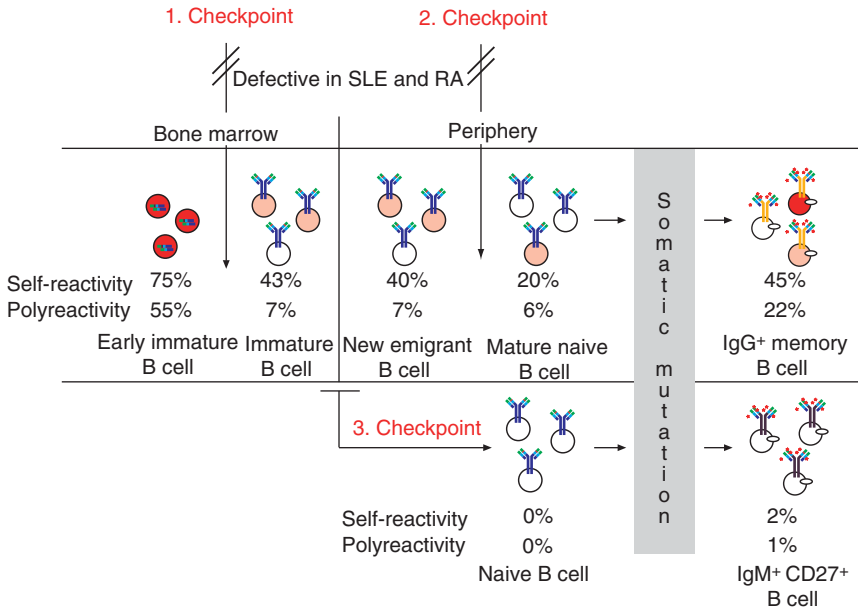 1. Checkpoint
2. Checkpoint
Defective in SLE and RA
Bone marrow
Periphery
Self-reactivity 75% 43% 40% 20% 45%
Polyreactivity 55% 7% 7% 6% 22%
Early immature B cell
Immature B cell
New emigrant B cell
Mature naive B cell
IgG+ memory B cell
Somatic mutation
3. Checkpoint
Self-reactivity 0% 2%
Polyreactivity 0% 1%
Naive B cell
IgM+ CD27+
B cell